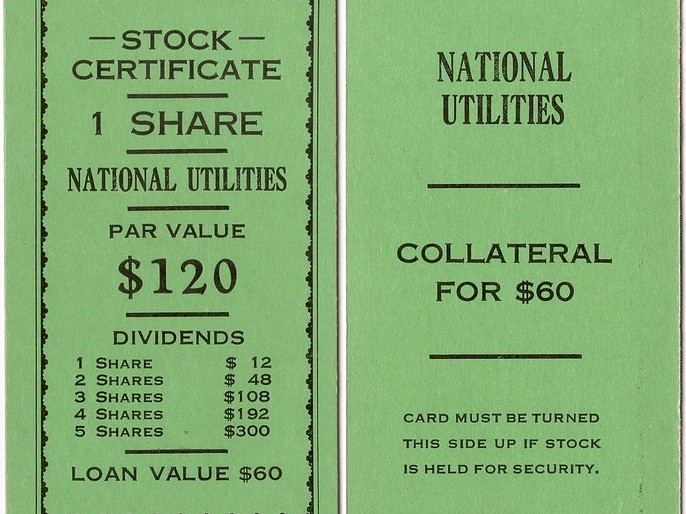 —STOCK—
CERTIFICATE
1 SHARE
NATIONAL UTILITIES
PAR VALUE
$120
DIVIDENDS
1 SHARE $ 12
2 SHARES $ 48
3 SHARES $108
4 SHARES $192
5 SHARES $300
LOAN VALUE $60
NATIONAL
UTILITIES
COLLATERAL
FOR $60
CARD MUST BE TURNED
THIS SIDE UP IF STOCK
IS HELD FOR SECURITY.